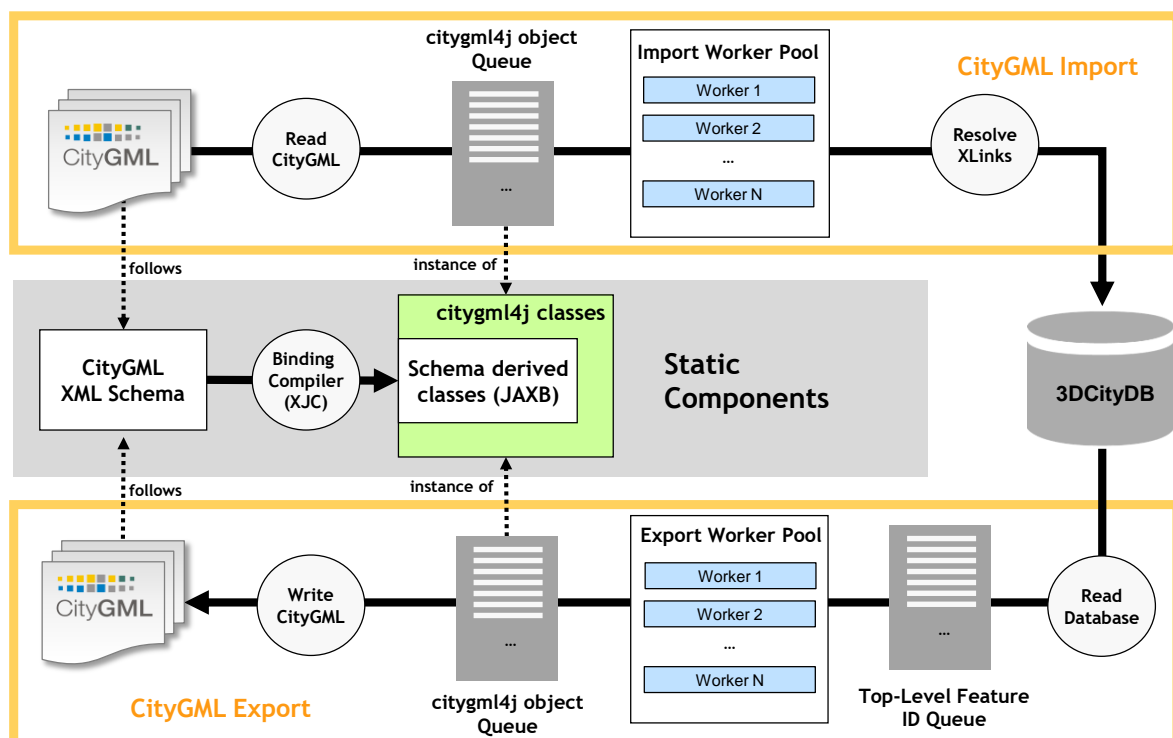 citygml4j object
Queue
Import Worker Pool
CityGML Import
Worker 1
Worker 2
...
Worker N
CityGML
Read
CityGML
...
Resolve
XLinks
follows
instance of
citygml4j classes
CityGML
XML Schema
Binding
Compiler
(XJC)
Schema derived
classes (JAXB)
Static
Components
3DCityDB
follows
instance of
Export Worker Pool
Worker 1
Worker 2
...
Worker N
CityGML
Write
CityGML
...
...
Read
Database
CityGML Export
citygml4j object
Queue
Top-Level Feature
ID Queue